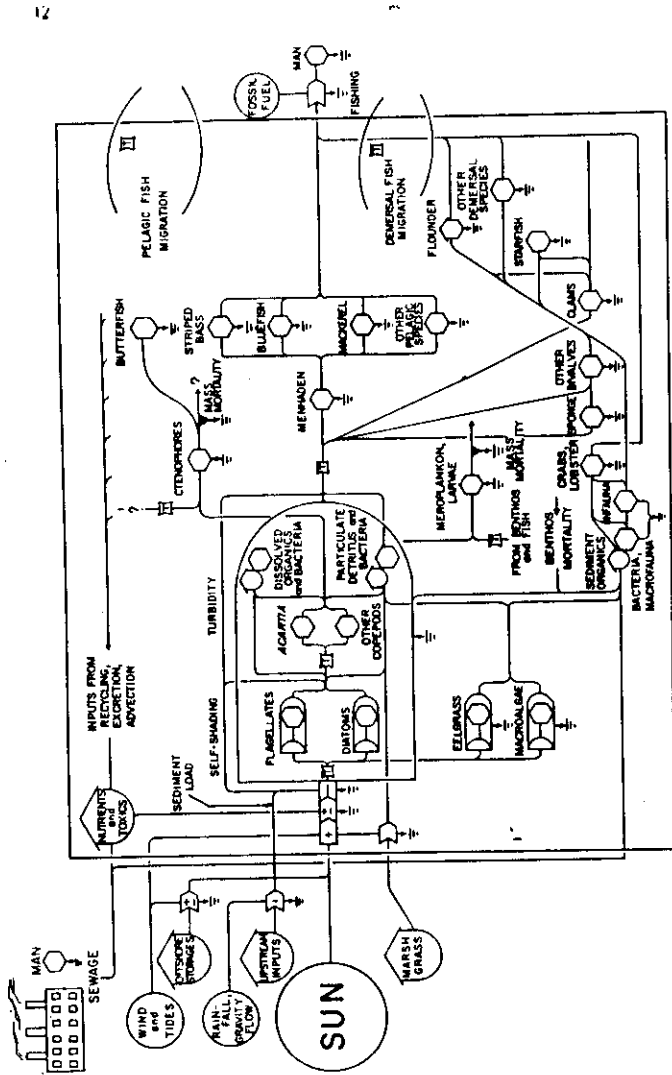 12
MAN
SEWAGE
WIND
and
TIDES
OFFSHORE
STORAGES
RAIN-
FALL,
GRAVITY
FLOW
UPSTREAM
INPUTS
SUN
MARSH
GRASS
NUTRIENTS
and
TOXICS
INPUTS FROM
RECYCLING,
EXCRETION,
ADVECTION
SEDIMENT
LOAD
SELF-SHADING
TURBIDITY
FLAGELLATES
DIATOMS
ACARTIA
OTHER
COPEPODS
DISSOLVED
ORGANICS
and BACTERIA
PARTICULATE
DETRITUS and
BACTERIA
EELGRASS
MACROALGAE
?
CTENOPHORES
?
MASS
MORTALITY
BUTTERFISH
STRIPED
BASS
BLUEFISH
MENHADEN
MACKEREL
OTHER
PELAGIC
SPECIES
MEROPLANKON,
LARVAE
MASS
MORTALITY
FROM BENTHOS
and FISH
BENTHOS
MORTALITY
SEDIMENT
ORGANICS
BACTERIA,
MACROFAUNA
INFAUNA
CRABS,
LOBSTER
SPONGE
OTHER
BIVALVES
CLAMS
STARFISH
OTHER
DEMERSAL
SPECIES
FLOUNDER
PELAGIC FISH
MIGRATION
DEMERSAL FISH
MIGRATION
FOSSIL
FUEL
MAN
FISHING